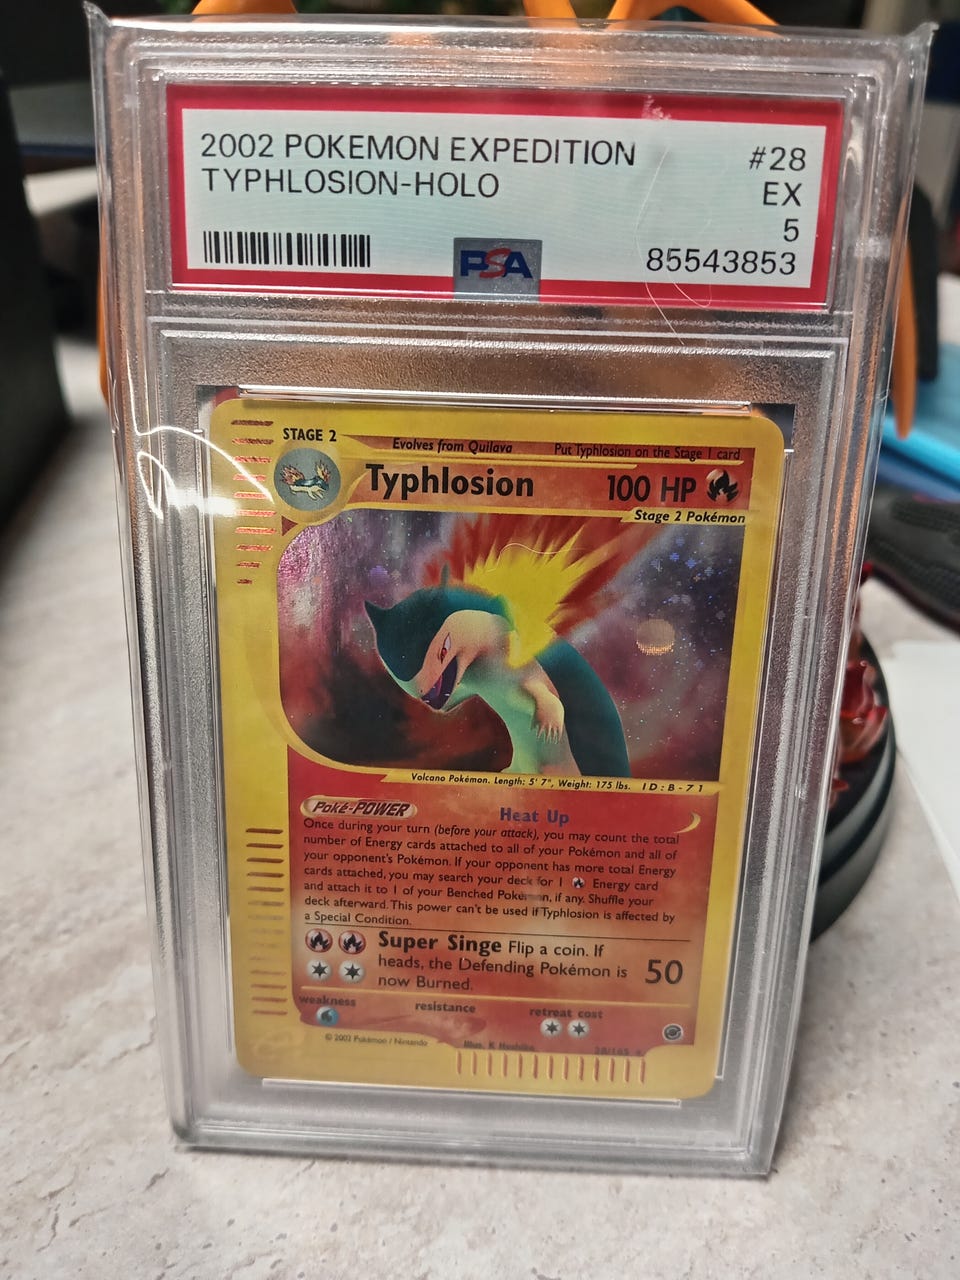 2002 POKEMON EXPEDITION #28
TYPHLOSION-HOLO EX
5
PSA 85543853
STAGE 2 Evolves from Quilava Put Typhlosion on the Stage 1 card
Typhlosion 100 HP
Stage 2 Pokémon
Volcano Pokémon. Length: 5' 7", Weight: 175 lbs. ID:B-71
Poké-POWER Heat Up
Once during your turn (before your attack), you may count the total
number of Energy cards attached to all of your Pokémon and all of
your opponent's Pokémon. If your opponent has more total Energy
cards attached, you may search your deck for 1 Energy card
and attach it to 1 of your Benched Pokémon, if any. Shuffle your
deck afterward. This power can't be used if Typhlosion is affected by
a Special Condition.
Super Singe Flip a coin. If
heads, the Defending Pokémon is 50
now Burned.
weakness resistance retreat cost
© 2002 Pokémon / Nintendo Illus. K. Hoshiba 28/165